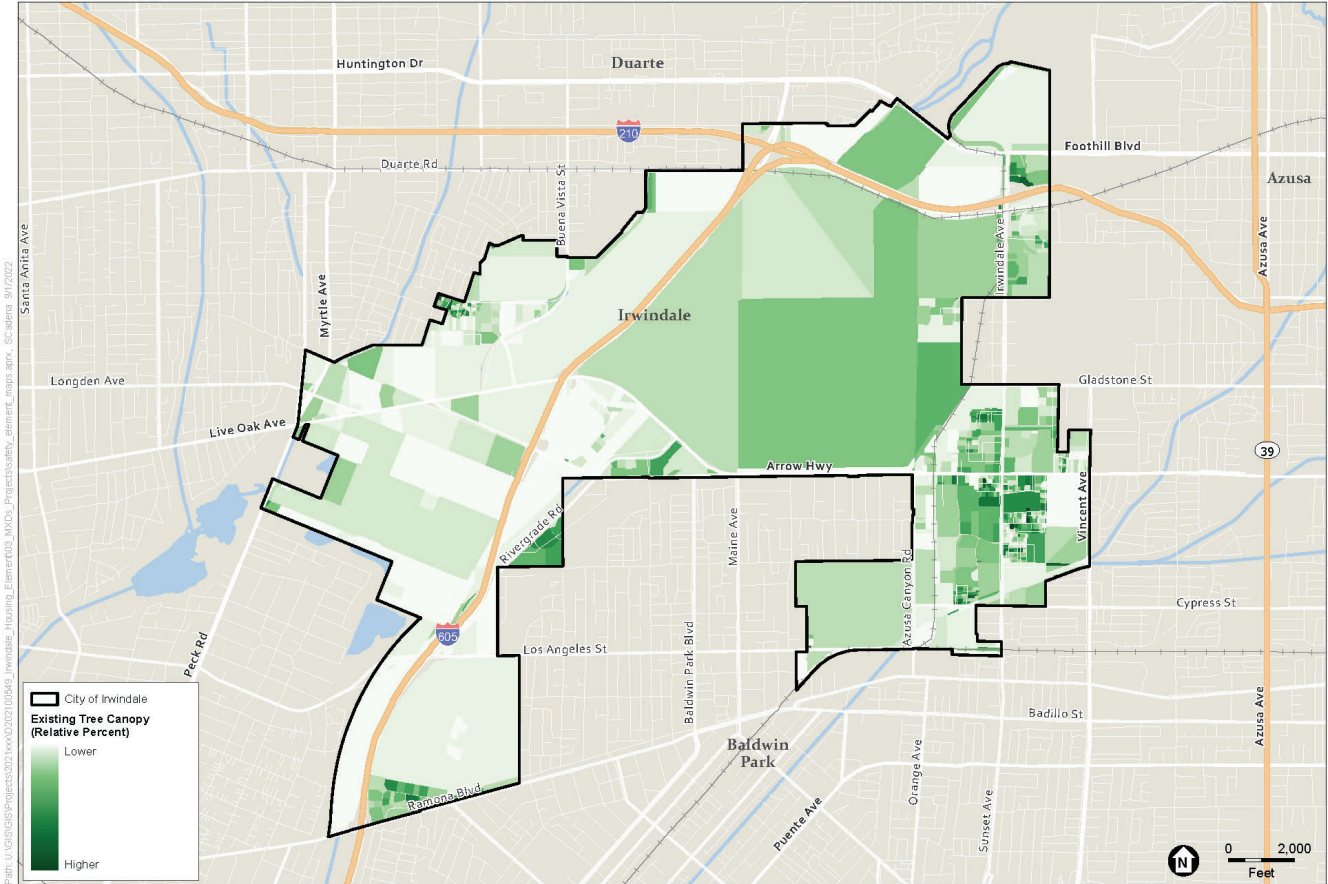 Huntington Dr
Duarte
210
Foothill Blvd
Duarte Rd
Azusa
Santa Anita Ave
Buena Vista St
Azusa Ave
Irwindale Ave
Myrtle Ave
Irwindale
Longden Ave
Gladstone St
Live Oak Ave
39
Arrow Hwy
Vincent Ave
Rivergrade Rd
Maine Ave
Azusa Canyon Rd
Cypress St
605
Peck Rd
Los Angeles St
Baldwin Park Blvd
Badillo St
Azusa Ave
Baldwin
Park
Orange Ave
Ramona Blvd
Puente Ave
Sunset Ave
City of Irwindale
Existing Tree Canopy
(Relative Percent)
Lower
Higher
N
0 2,000
Feet